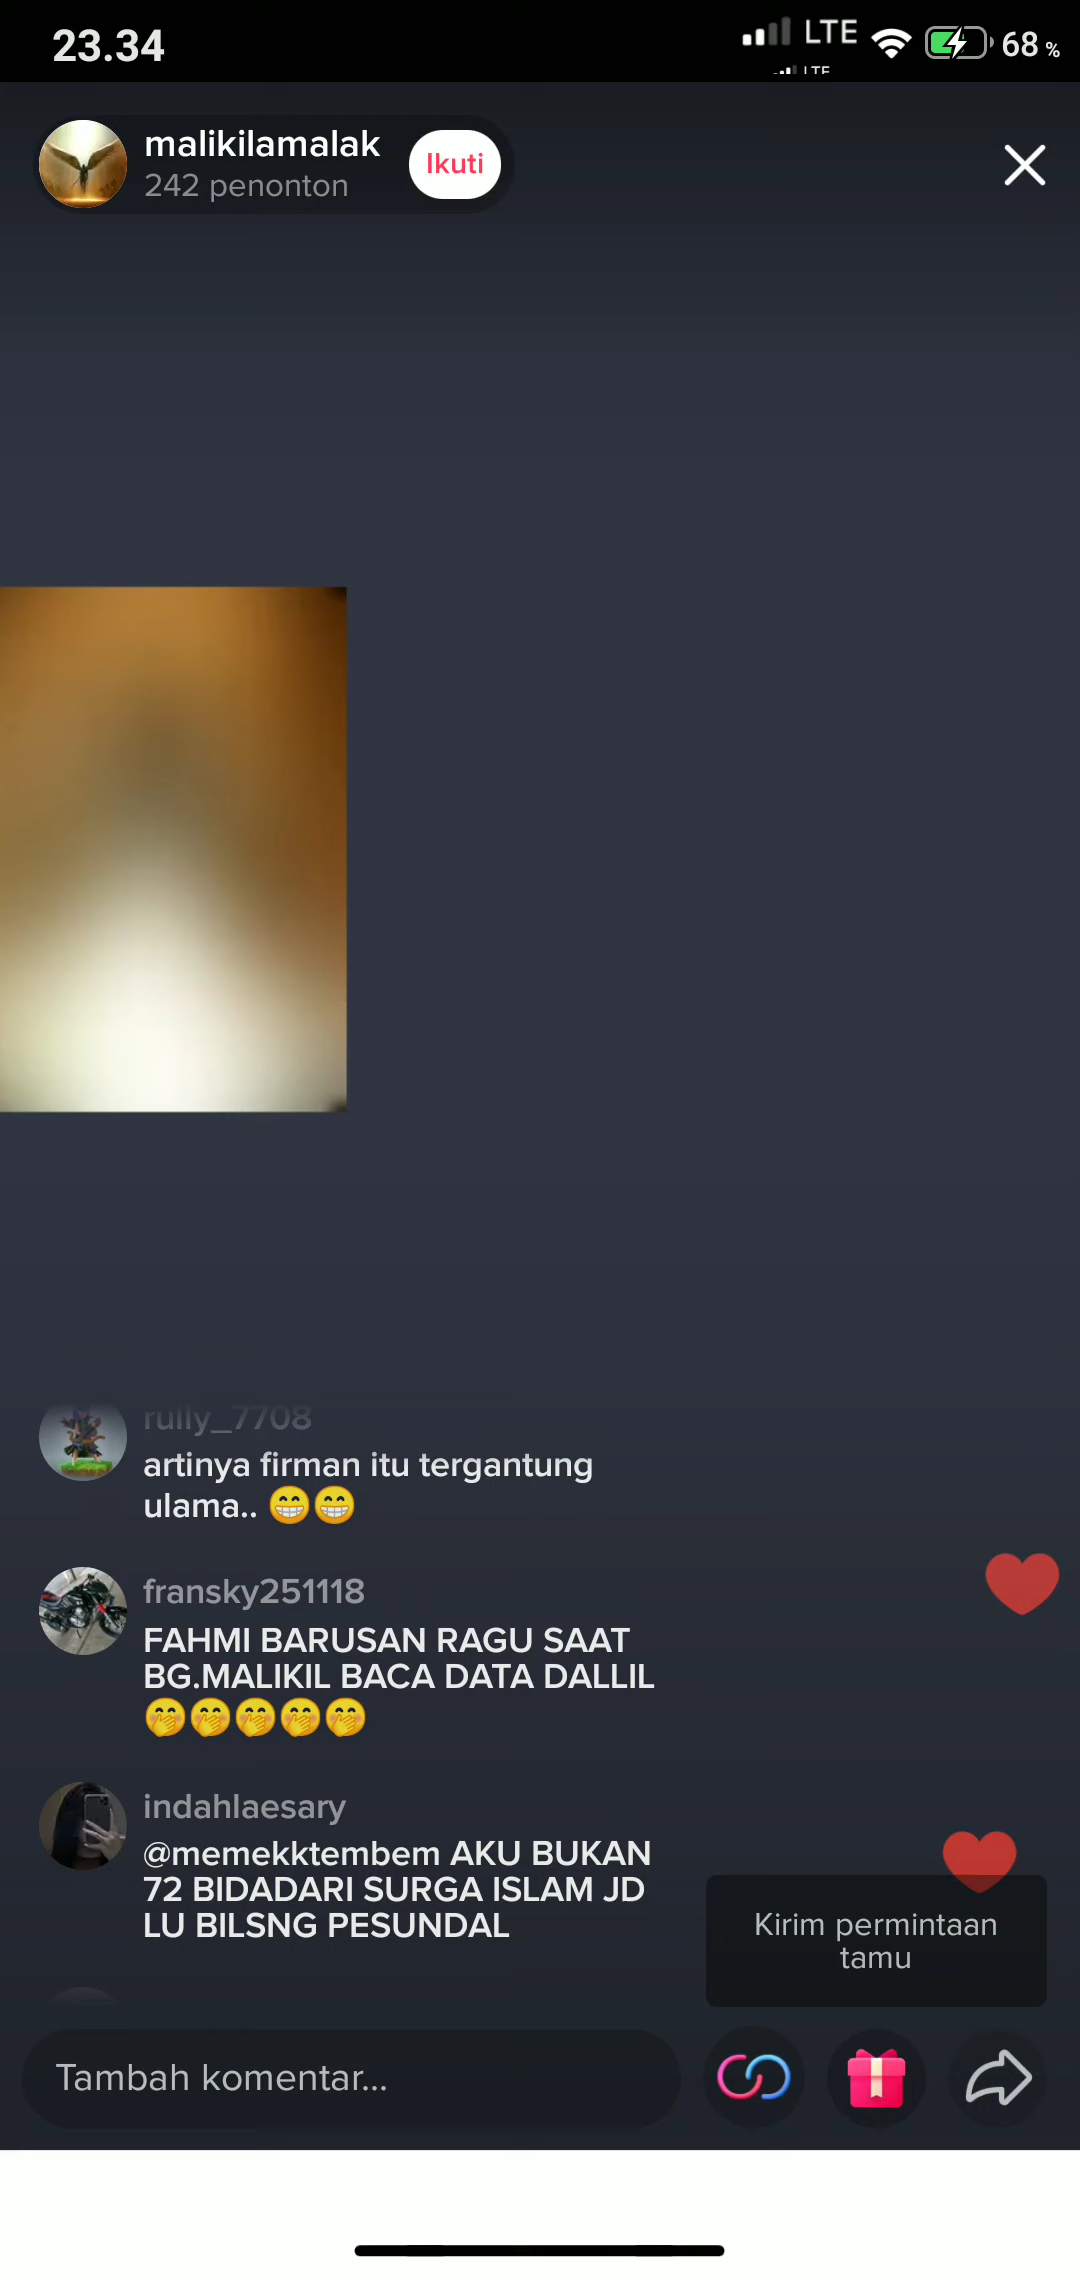 23.34
LTE
LTE
68 %
malikilamalak
242 penonton
Ikuti
rully_7708
artinya firman itu tergantung
ulama.. 😁😁
fransky251118
FAHMI BARUSAN RAGU SAAT
BG.MALIKIL BACA DATA DALLIL
🤭🤭🤭🤭🤭
indahlaesary
@memekktembem AKU BUKAN
72 BIDADARI SURGA ISLAM JD
LU BILSNG PESUNDAL
Kirim permintaan
tamu
Tambah komentar...